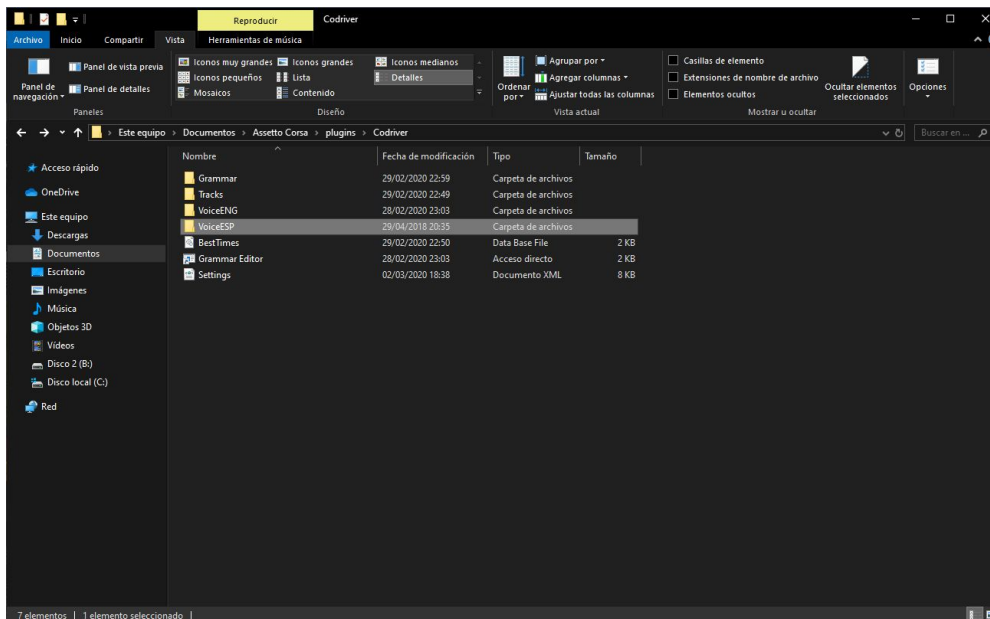 Reproducir Codriver
Archivo Inicio Compartir Vista Herramientas de música
Panel de navegación
Panel de vista previa
Panel de detalles
Paneles
Iconos muy grandes Iconos grandes Iconos medianos
Iconos pequeños Lista Detalles
Mosaicos Contenido
Diseño
Ordenar por
Agrupar por
Agregar columnas
Ajustar todas las columnas
Vista actual
Casillas de elemento
Extensiones de nombre de archivo
Elementos ocultos
Ocultar elementos seleccionados
Mostrar u ocultar
Opciones
Este equipo › Documentos › Assetto Corsa › plugins › Codriver
Buscar en ...
Acceso rápido
OneDrive
Este equipo
Descargas
Documentos
Escritorio
Imágenes
Música
Objetos 3D
Vídeos
Disco 2 (B:)
Disco local (C:)
Red
Nombre Fecha de modificación Tipo Tamaño
Grammar 29/02/2020 22:59 Carpeta de archivos
Tracks 29/02/2020 22:49 Carpeta de archivos
VoiceENG 28/02/2020 23:03 Carpeta de archivos
VoiceESP 29/04/2018 20:35 Carpeta de archivos
BestTimes 29/02/2020 22:50 Data Base File 2 KB
Grammar Editor 28/02/2020 23:03 Acceso directo 2 KB
Settings 02/03/2020 18:38 Documento XML 8 KB
7 elementos | 1 elemento seleccionado |